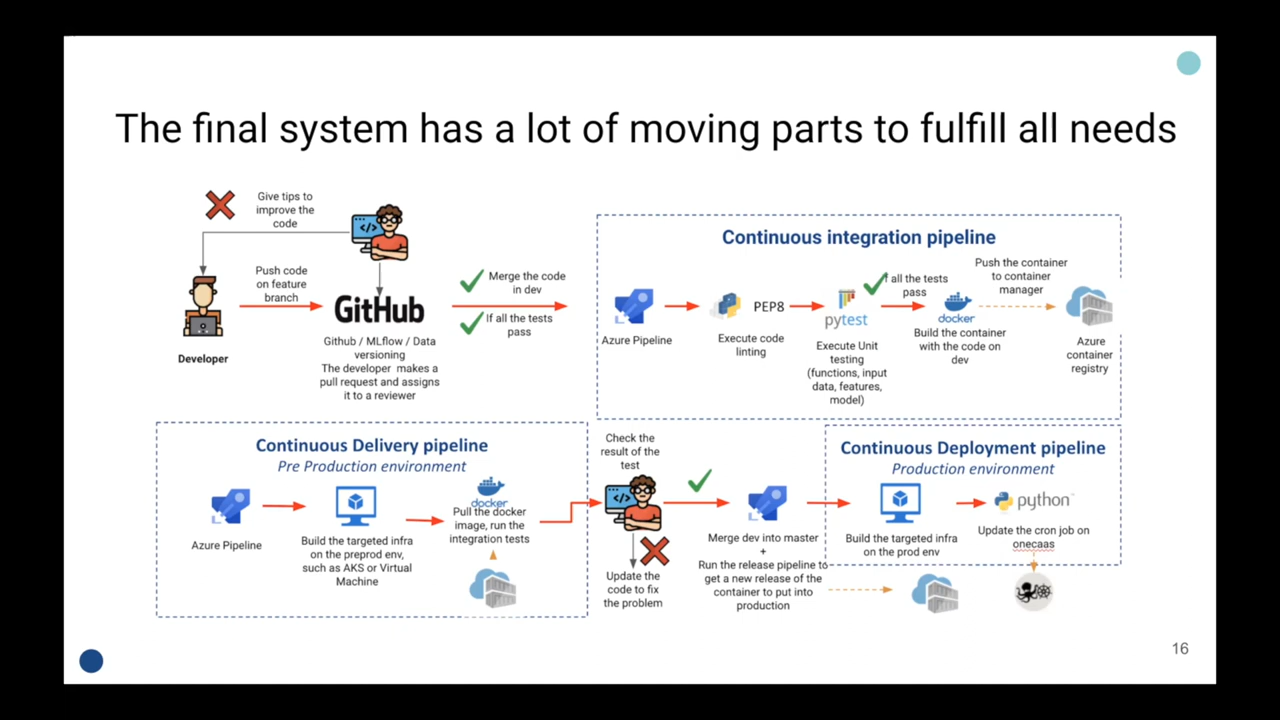 The final system has a lot of moving parts to fulfill all needs
Give tips to
improve the
code
Push code
on feature
branch
Developer
GitHub
Github / MLflow / Data
versioning
The developer makes a
pull request and assigns
it to a reviewer
Merge the code
in dev
If all the tests
pass
Continuous integration pipeline
Azure Pipeline
PEP8
Execute code
linting
pytest
Execute Unit
testing
(functions, input
data, features,
model)
f all the tests
pass
docker
Build the container
with the code on
dev
Push the container
to container
manager
Azure
container
registry
Continuous Delivery pipeline
Pre Production environment
Azure Pipeline
Build the targeted infra
on the preprod env,
such as AKS or Virtual
Machine
docker
Pull the docker
image, run the
integration tests
Check the
result of the
test
Update the
code to fix
the problem
Merge dev into master
+
Run the release pipeline to
get a new release of the
container to put into
production
Continuous Deployment pipeline
Production environment
Build the targeted infra
on the prod env
python
Update the cron job on
onecaas
16